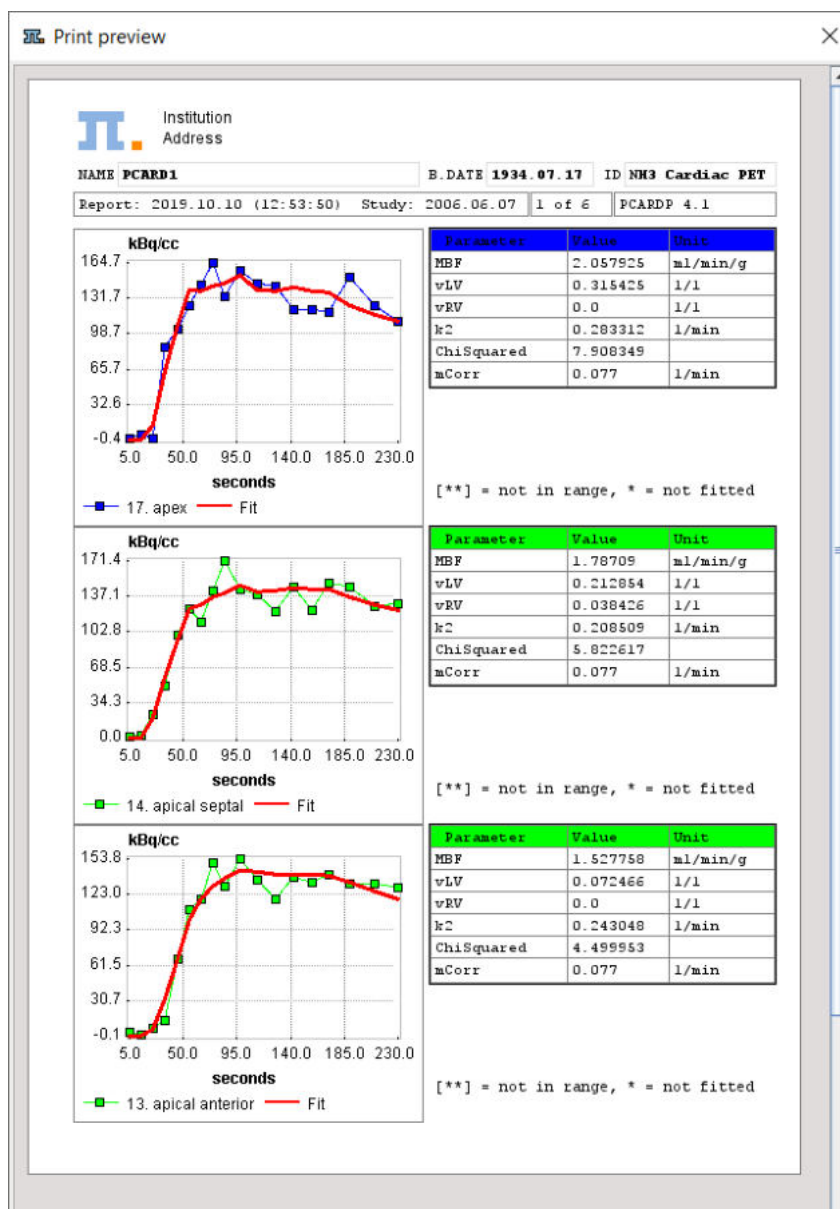 Print preview
Institution
Address
NAME PCARD1 B.DATE 1934.07.17 ID NH3 Cardiac PET
Report: 2019.10.10 (12:53:50) Study: 2006.06.07 1 of 6 PCARDP 4.1
kBq/cc
164.7
131.7
98.7
65.7
32.6
-0.4
5.0 50.0 95.0 140.0 185.0 230.0
seconds
17. apex Fit
Parameter Value Unit
MBF 2.057925 ml/min/g
vLV 0.315425 1/1
vRV 0.0 1/1
k2 0.283312 1/min
ChiSquared 7.908349
mCorr 0.077 1/min
[**] = not in range, * = not fitted
kBq/cc
171.4
137.1
102.8
68.5
34.3
0.0
5.0 50.0 95.0 140.0 185.0 230.0
seconds
14. apical septal Fit
Parameter Value Unit
MBF 1.78709 ml/min/g
vLV 0.212854 1/1
vRV 0.038426 1/1
k2 0.208509 1/min
ChiSquared 5.822617
mCorr 0.077 1/min
[**] = not in range, * = not fitted
kBq/cc
153.8
123.0
92.3
61.5
30.7
-0.1
5.0 50.0 95.0 140.0 185.0 230.0
seconds
13. apical anterior Fit
Parameter Value Unit
MBF 1.527758 ml/min/g
vLV 0.072466 1/1
vRV 0.0 1/1
k2 0.243048 1/min
ChiSquared 4.499953
mCorr 0.077 1/min
[**] = not in range, * = not fitted